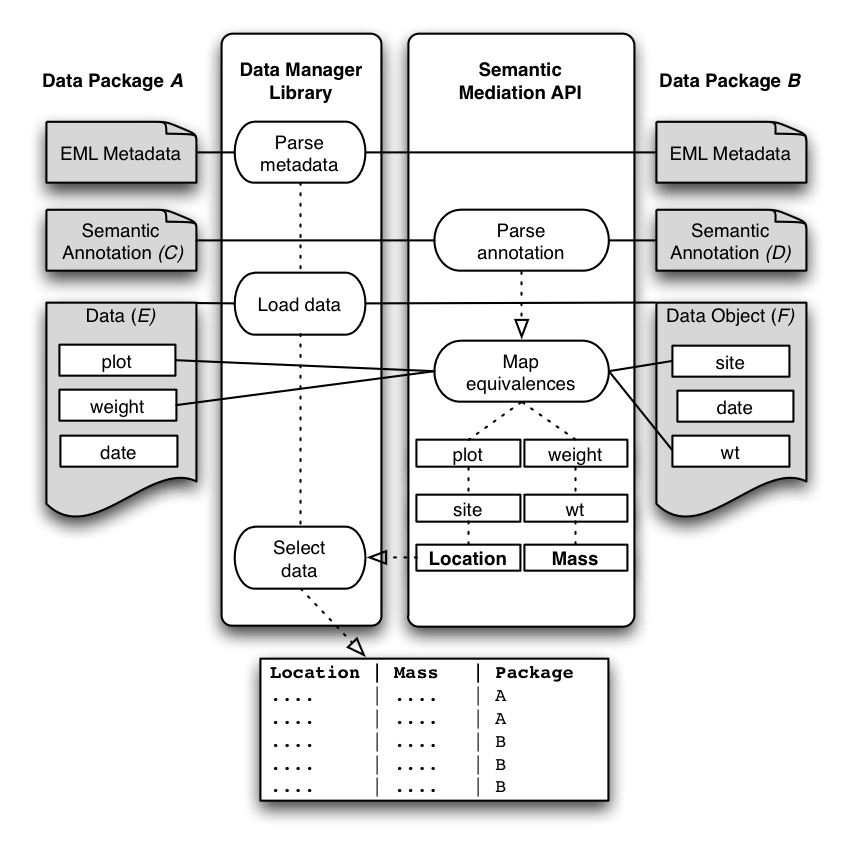 Data Package A
Data Manager
Library
Semantic
Mediation API
Data Package B
EML Metadata
Parse
metadata
EML Metadata
Semantic
Annotation (C)
Parse
annotation
Semantic
Annotation (D)
Load data
Data (E)
Data Object (F)
plot
weight
date
Map
equivalences
site
date
wt
plot
weight
site
wt
Location
Mass
Select
data
Location | Mass | Package
.... | .... | A
.... | .... | A
.... | .... | B
.... | .... | B
.... | .... | B